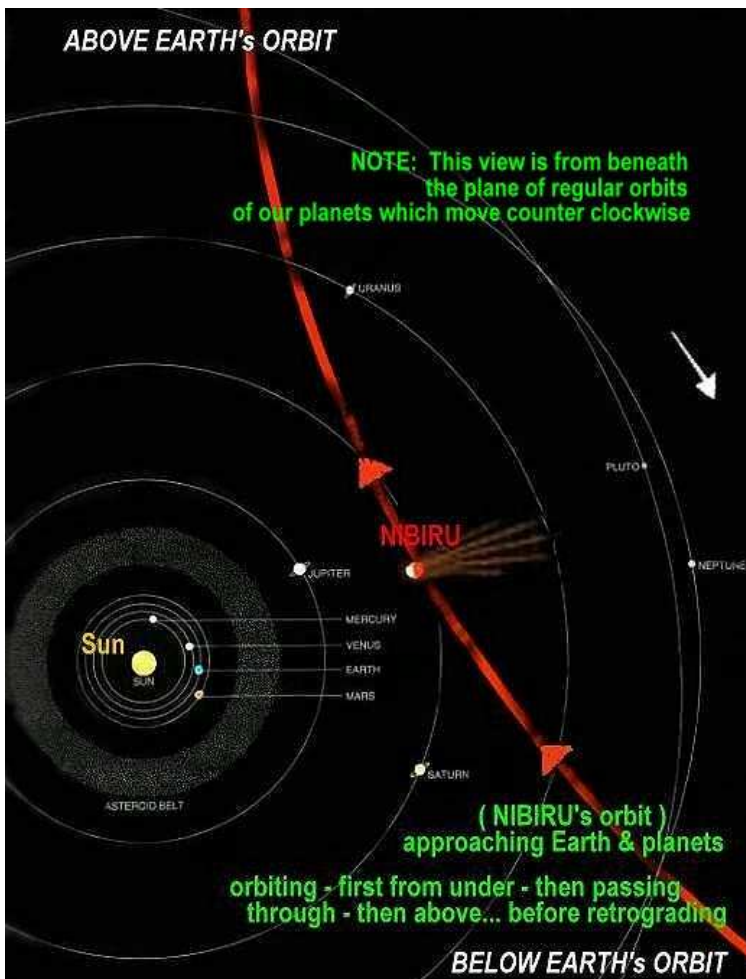 ABOVE EARTH's ORBIT
NOTE: This view is from beneath
the plane of regular orbits
of our planets which move counter clockwise
URANUS
PLUTO
NIBIRU
NEPTUNE
JUPITER
MERCURY
Sun
VENUS
EARTH
SUN
MARS
SATURN
ASTEROID BELT
( NIBIRU's orbit )
approaching Earth & planets
orbiting - first from under - then passing
through - then above... before retrograding
BELOW EARTH's ORBIT